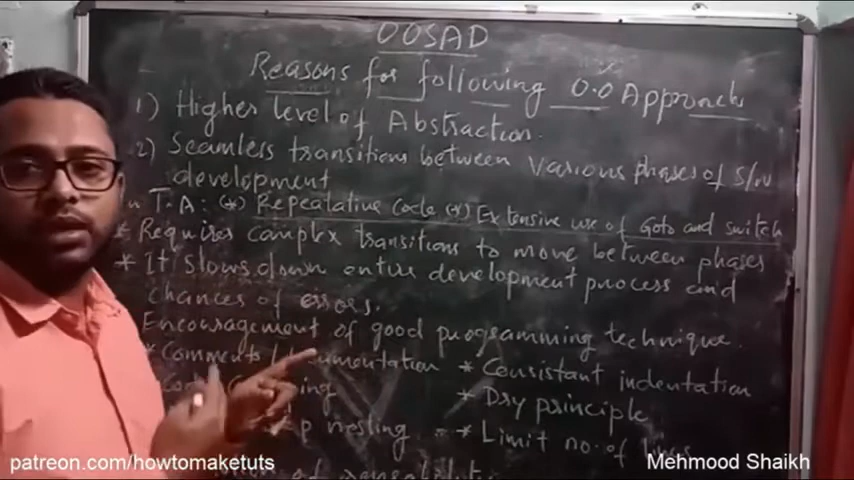 OOSAD
Reasons for following O.O Approach
1) Higher level of Abstraction.
2) Seamless transitions between various phases of S/W
development
T.A: (*) Repeatative Code (*) Extensive use of Goto and switch
* Requires complex transitions to move between phases
* It slows down entire development process and
chances of errors.
Encouragement of good programming technique.
* Comments * Consistant indentation
* Dry principle
nesting * Limit no. of lines
of
patreon.com/howtomaketuts Mehmood Shaikh